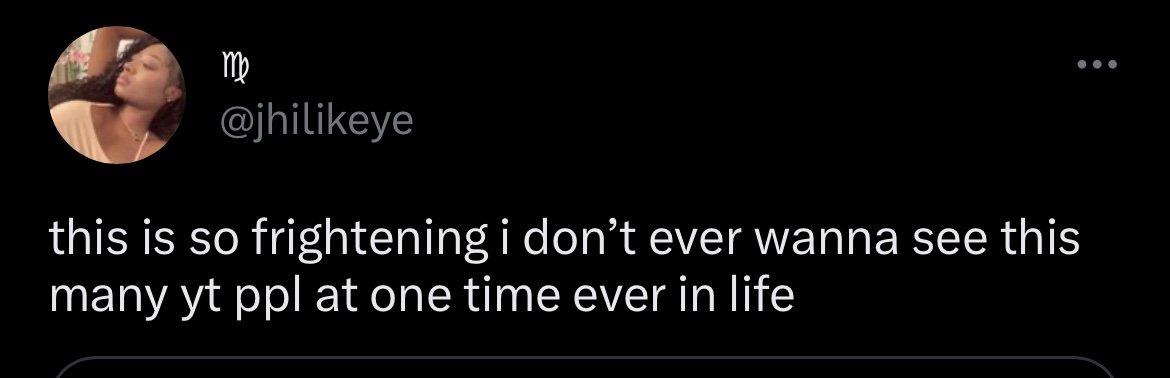 ♍︎
@jhilikeye
this is so frightening i don’t ever wanna see this
many yt ppl at one time ever in life